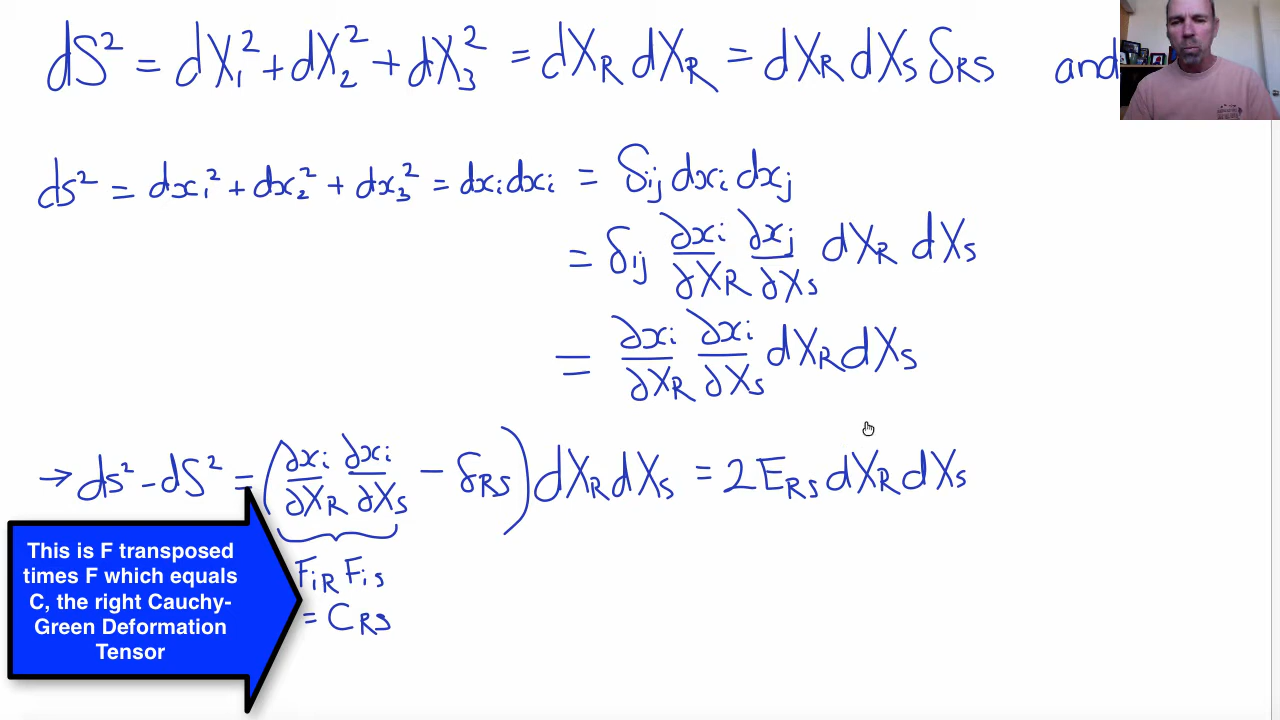 dS² = dX₁² + dX₂² + dX₃² = dX_R dX_R = dX_R dX_S δ_RS and
ds² = dx₁² + dx₂² + dx₃² = dx_i dx_i = δ_ij dx_i dx_j
= δ_ij ∂x_i/∂X_R ∂x_j/∂X_S dX_R dX_S
= ∂x_i/∂X_R ∂x_i/∂X_S dX_R dX_S
→ ds² - dS² = (∂x_i/∂X_R ∂x_i/∂X_S - δ_RS) dX_R dX_S = 2E_RS dX_R dX_S
F_iR F_iS
= C_RS
This is F transposed
times F which equals
C, the right Cauchy-
Green Deformation
Tensor